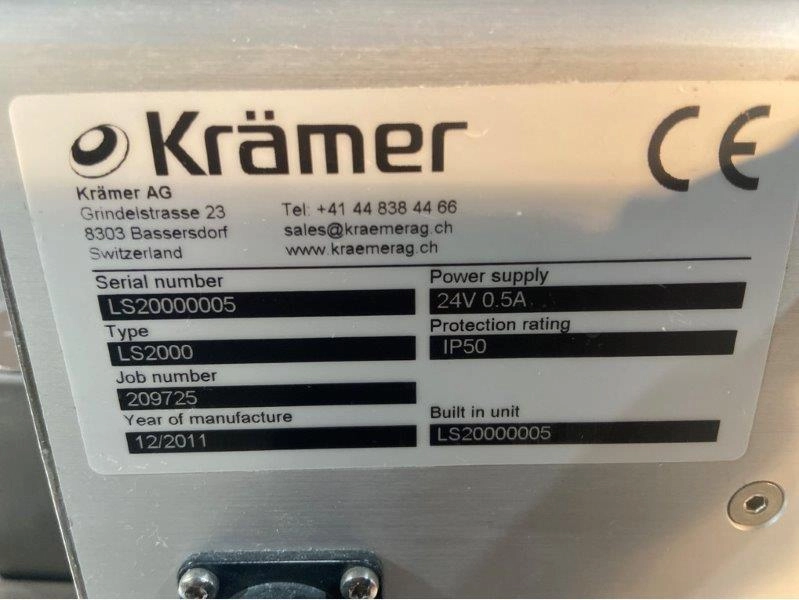 Krämer
CE
Krämer AG
Grindelstrasse 23
8303 Bassersdorf
Switzerland
Tel: +41 44 838 44 66
sales@kraemerag.ch
www.kraemerag.ch
Serial number
LS20000005
Type
LS2000
Job number
209725
Year of manufacture
12/2011
Power supply
24V 0.5A
Protection rating
IP50
Built in unit
LS20000005